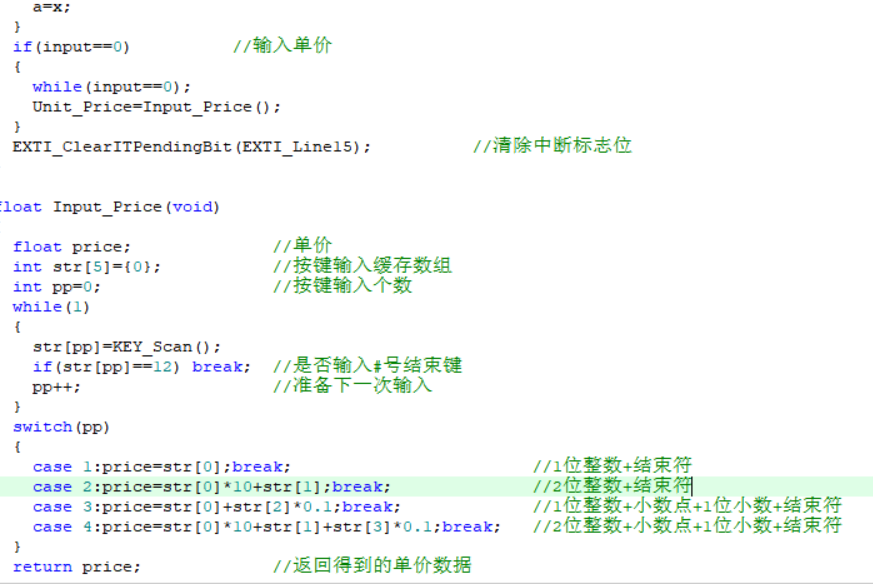 a=x;
}
if(input==0) //输入单价
{
while(input==0);
Unit_Price=Input_Price();
}
EXTI_ClearITPendingBit(EXTI_Line15); //清除中断标志位
float Input_Price(void)
float price; //单价
int str[5]={0}; //按键输入缓存数组
int pp=0; //按键输入个数
while(1)
{
str[pp]=KEY_Scan();
if(str[pp]==12) break; //是否输入#号结束键
pp++; //准备下一次输入
}
switch(pp)
{
case 1:price=str[0];break; //1位整数+结束符
case 2:price=str[0]*10+str[1];break; //2位整数+结束符
case 3:price=str[0]+str[2]*0.1;break; //1位整数+小数点+1位小数+结束符
case 4:price=str[0]*10+str[1]+str[3]*0.1;break; //2位整数+小数点+1位小数+结束符
}
return price; //返回得到的单价数据